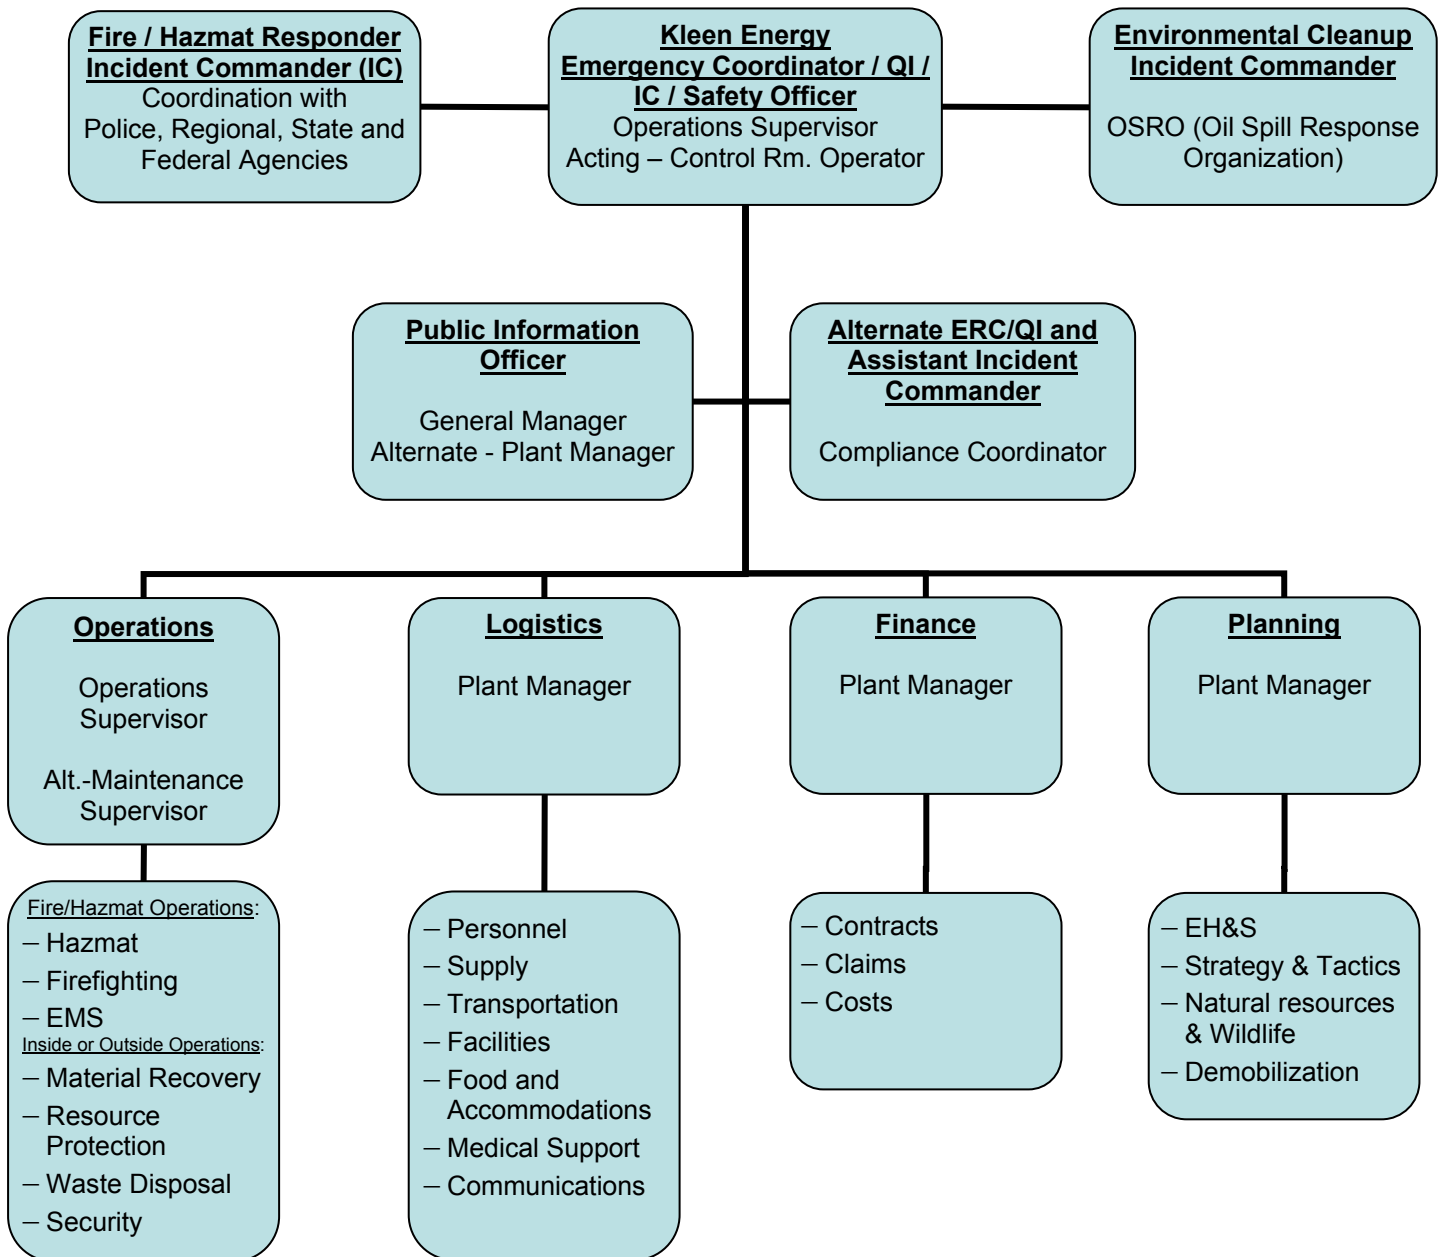 Fire / Hazmat Responder
Incident Commander (IC)
Coordination with
Police, Regional, State and
Federal Agencies
Kleen Energy
Emergency Coordinator / QI /
IC / Safety Officer
Operations Supervisor
Acting – Control Rm. Operator
Environmental Cleanup
Incident Commander
OSRO (Oil Spill Response
Organization)
Public Information
Officer
General Manager
Alternate - Plant Manager
Alternate ERC/QI and
Assistant Incident
Commander
Compliance Coordinator
Operations
Operations
Supervisor
Alt.-Maintenance
Supervisor
Logistics
Plant Manager
Finance
Plant Manager
Planning
Plant Manager
Fire/Hazmat Operations:
– Hazmat
– Firefighting
– EMS
Inside or Outside Operations:
– Material Recovery
– Resource
Protection
– Waste Disposal
– Security
– Personnel
– Supply
– Transportation
– Facilities
– Food and
Accommodations
– Medical Support
– Communications
– Contracts
– Claims
– Costs
– EH&S
– Strategy & Tactics
– Natural resources
& Wildlife
– Demobilization